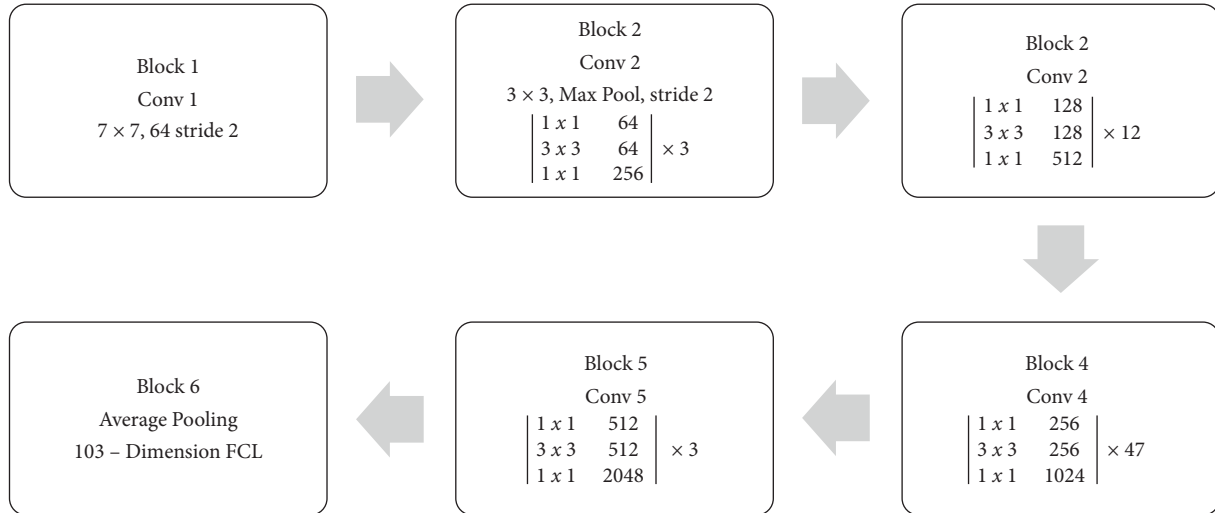 Block 1
Conv 1
7 × 7, 64 stride 2
Block 2
Conv 2
3 × 3, Max Pool, stride 2
1 x 1 64
3 x 3 64 × 3
1 x 1 256
Block 2
Conv 2
1 x 1 128
3 x 3 128 × 12
1 x 1 512
Block 4
Conv 4
1 x 1 256
3 x 3 256 × 47
1 x 1 1024
Block 5
Conv 5
1 x 1 512
3 x 3 512 × 3
1 x 1 2048
Block 6
Average Pooling
103 – Dimension FCL